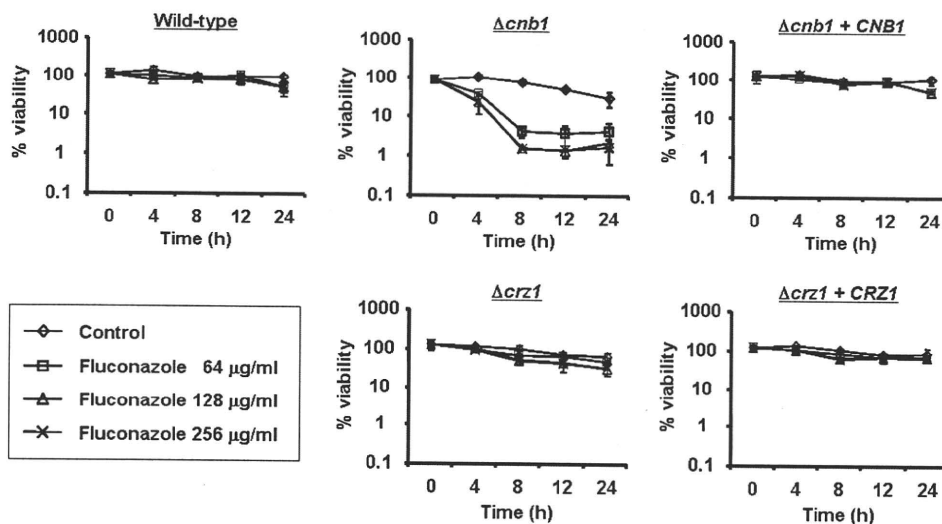 Wild-type
1000
100
10
1
0.1
% viability
0 4 8 12 24
Time (h)
Δcnb1
1000
100
10
1
0.1
% viability
0 4 8 12 24
Time (h)
Δcnb1 + CNB1
1000
100
10
1
0.1
% viability
0 4 8 12 24
Time (h)
Control
Fluconazole 64 µg/ml
Fluconazole 128 µg/ml
Fluconazole 256 µg/ml
Δcrz1
1000
100
10
1
0.1
% viability
0 4 8 12 24
Time (h)
Δcrz1 + CRZ1
1000
100
10
1
0.1
% viability
0 4 8 12 24
Time (h)